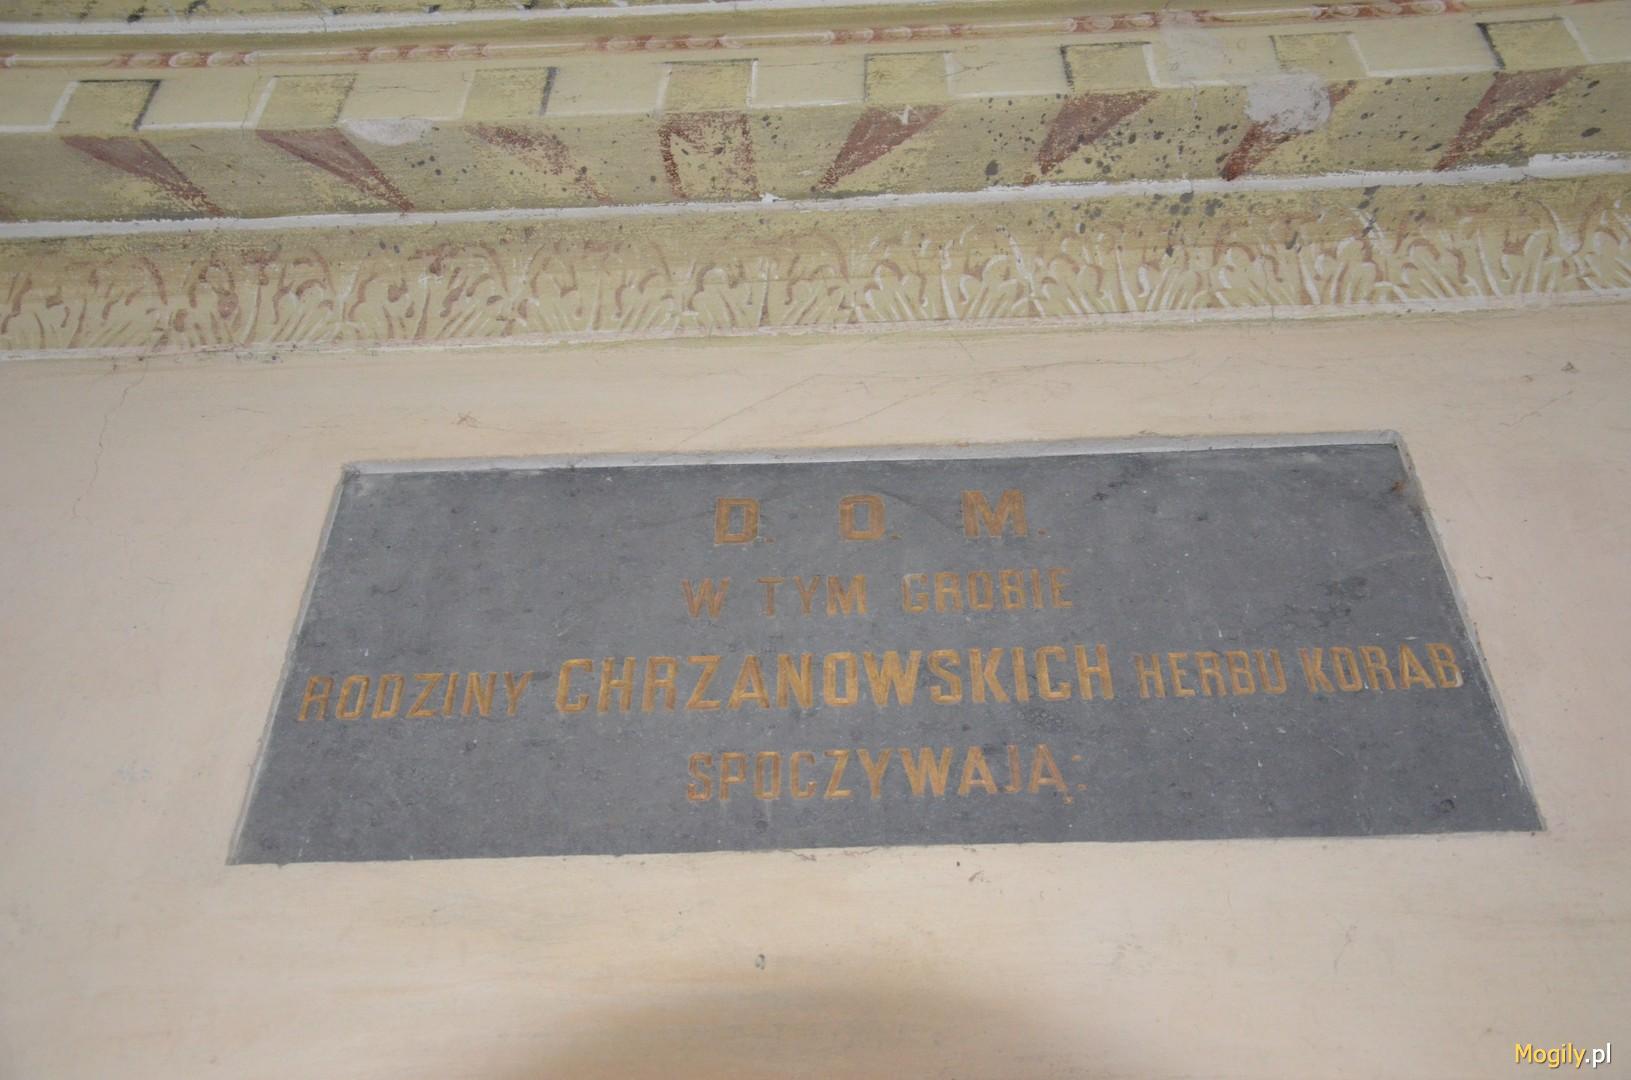 D. O. M.
W TYM GROBIE
RODZINY CHRZANOWSKICH HERBU KORAB
SPOCZYWAJĄ:
Mogily.pl